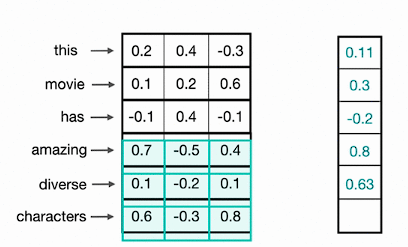 this → 0.2 0.4 -0.3 0.11
movie → 0.1 0.2 0.6 0.3
has → -0.1 0.4 -0.1 -0.2
amazing → 0.7 -0.5 0.4 0.8
diverse → 0.1 -0.2 0.1 0.63
characters → 0.6 -0.3 0.8